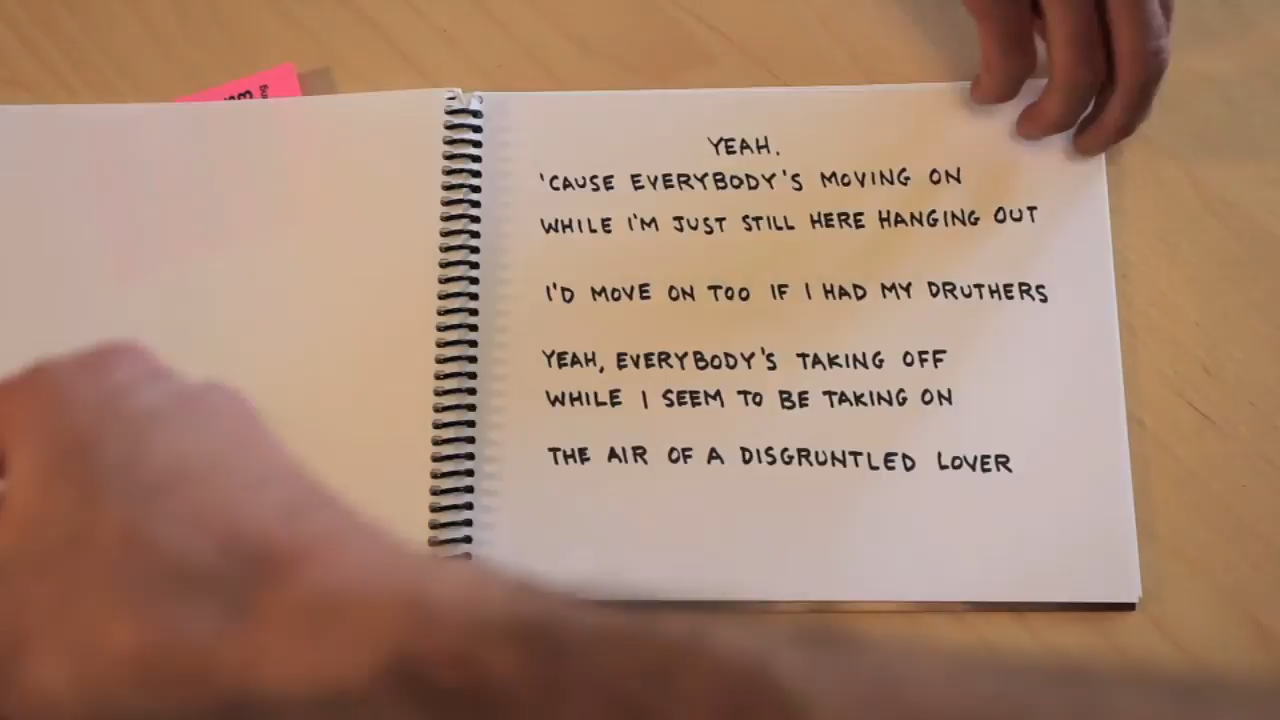 YEAH.
'CAUSE EVERYBODY'S MOVING ON
WHILE I'M JUST STILL HERE HANGING OUT
I'D MOVE ON TOO IF I HAD MY DRUTHERS
YEAH, EVERYBODY'S TAKING OFF
WHILE I SEEM TO BE TAKING ON
THE AIR OF A DISGRUNTLED LOVER